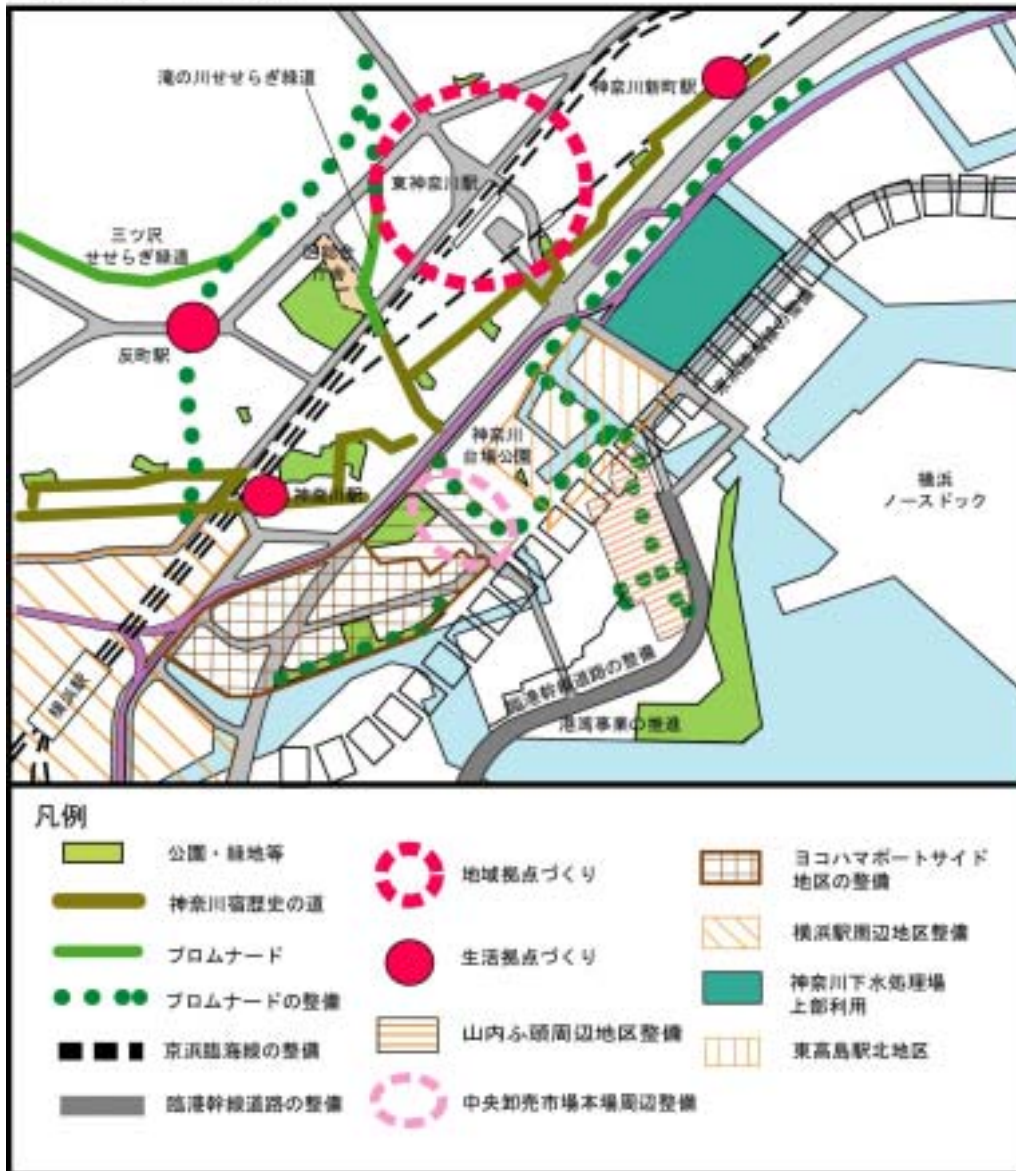 滝の川せせらぎ緑道
神奈川新町駅
東神奈川駅
三ツ沢
せせらぎ緑道
反町駅
神奈川
台場公園
神奈川駅
横浜
ノースドック
横浜駅
臨港幹線道路の整備
港湾事業の推進
凡例
公園・緑地等
神奈川宿歴史の道
プロムナード
プロムナードの整備
京浜臨海線の整備
臨港幹線道路の整備
地域拠点づくり
生活拠点づくり
山内ふ頭周辺地区整備
中央卸売市場本場周辺整備
ヨコハマポートサイド
地区の整備
横浜駅周辺地区整備
神奈川下水処理場
上部利用
東高島駅北地区